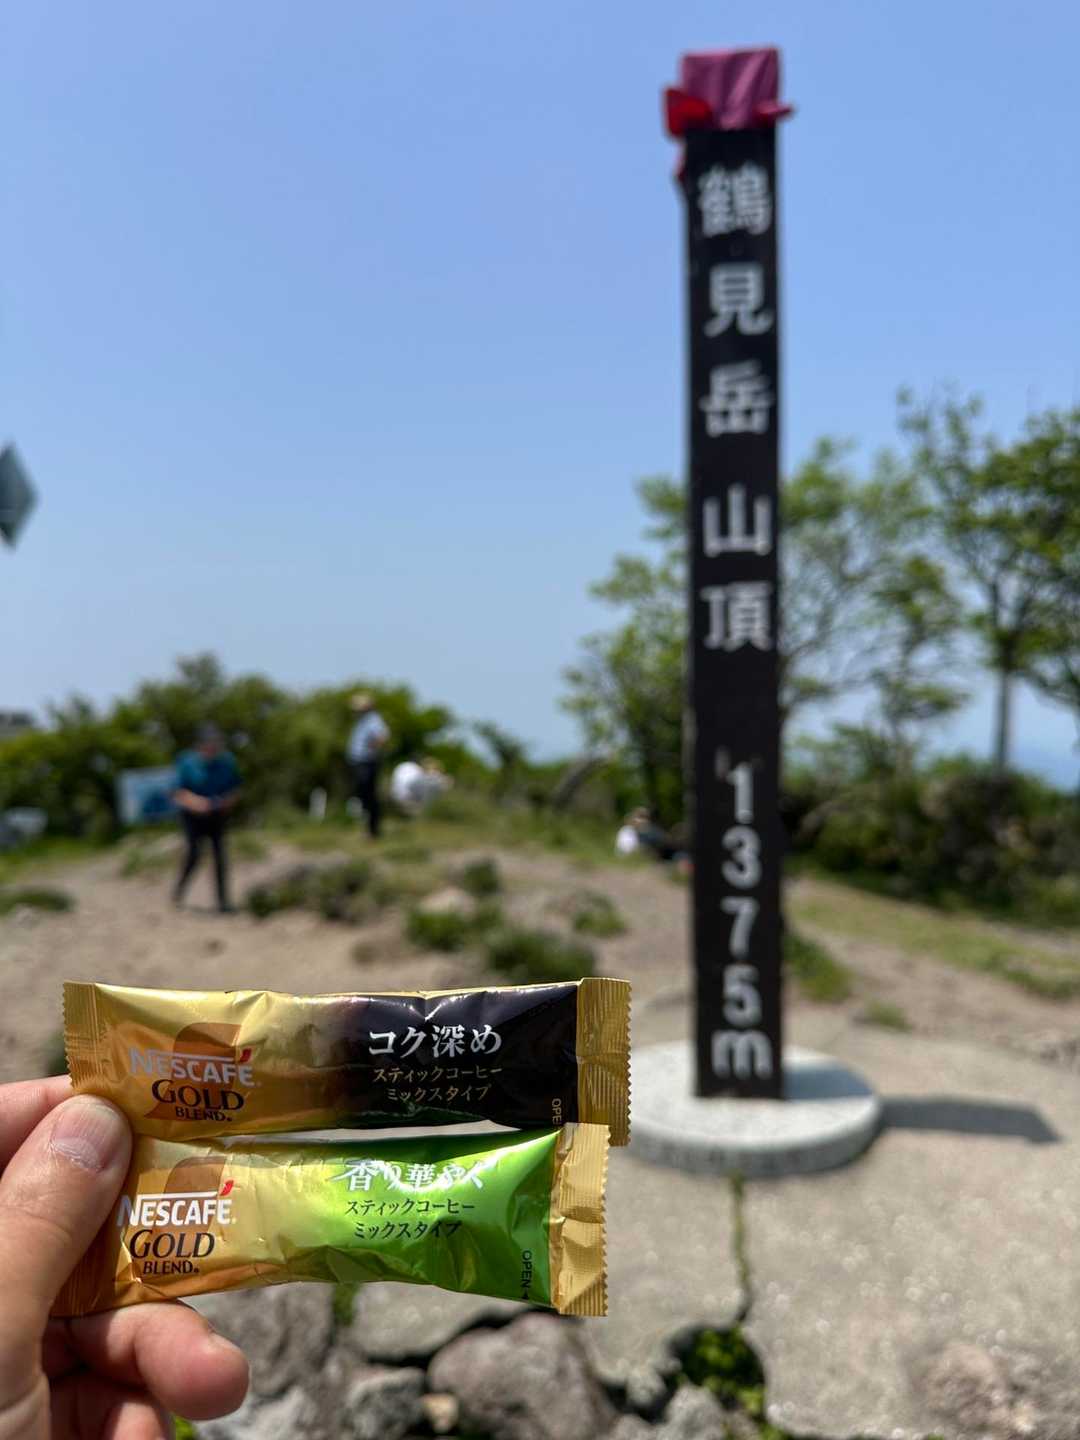 鶴見岳山頂 1375m
NESCAFÉ
GOLD
BLEND®
コク深め
スティックコーヒー
ミックスタイプ
OPEN
NESCAFÉ
GOLD
BLEND®
香り華やぐ
スティックコーヒー
ミックスタイプ
OPEN